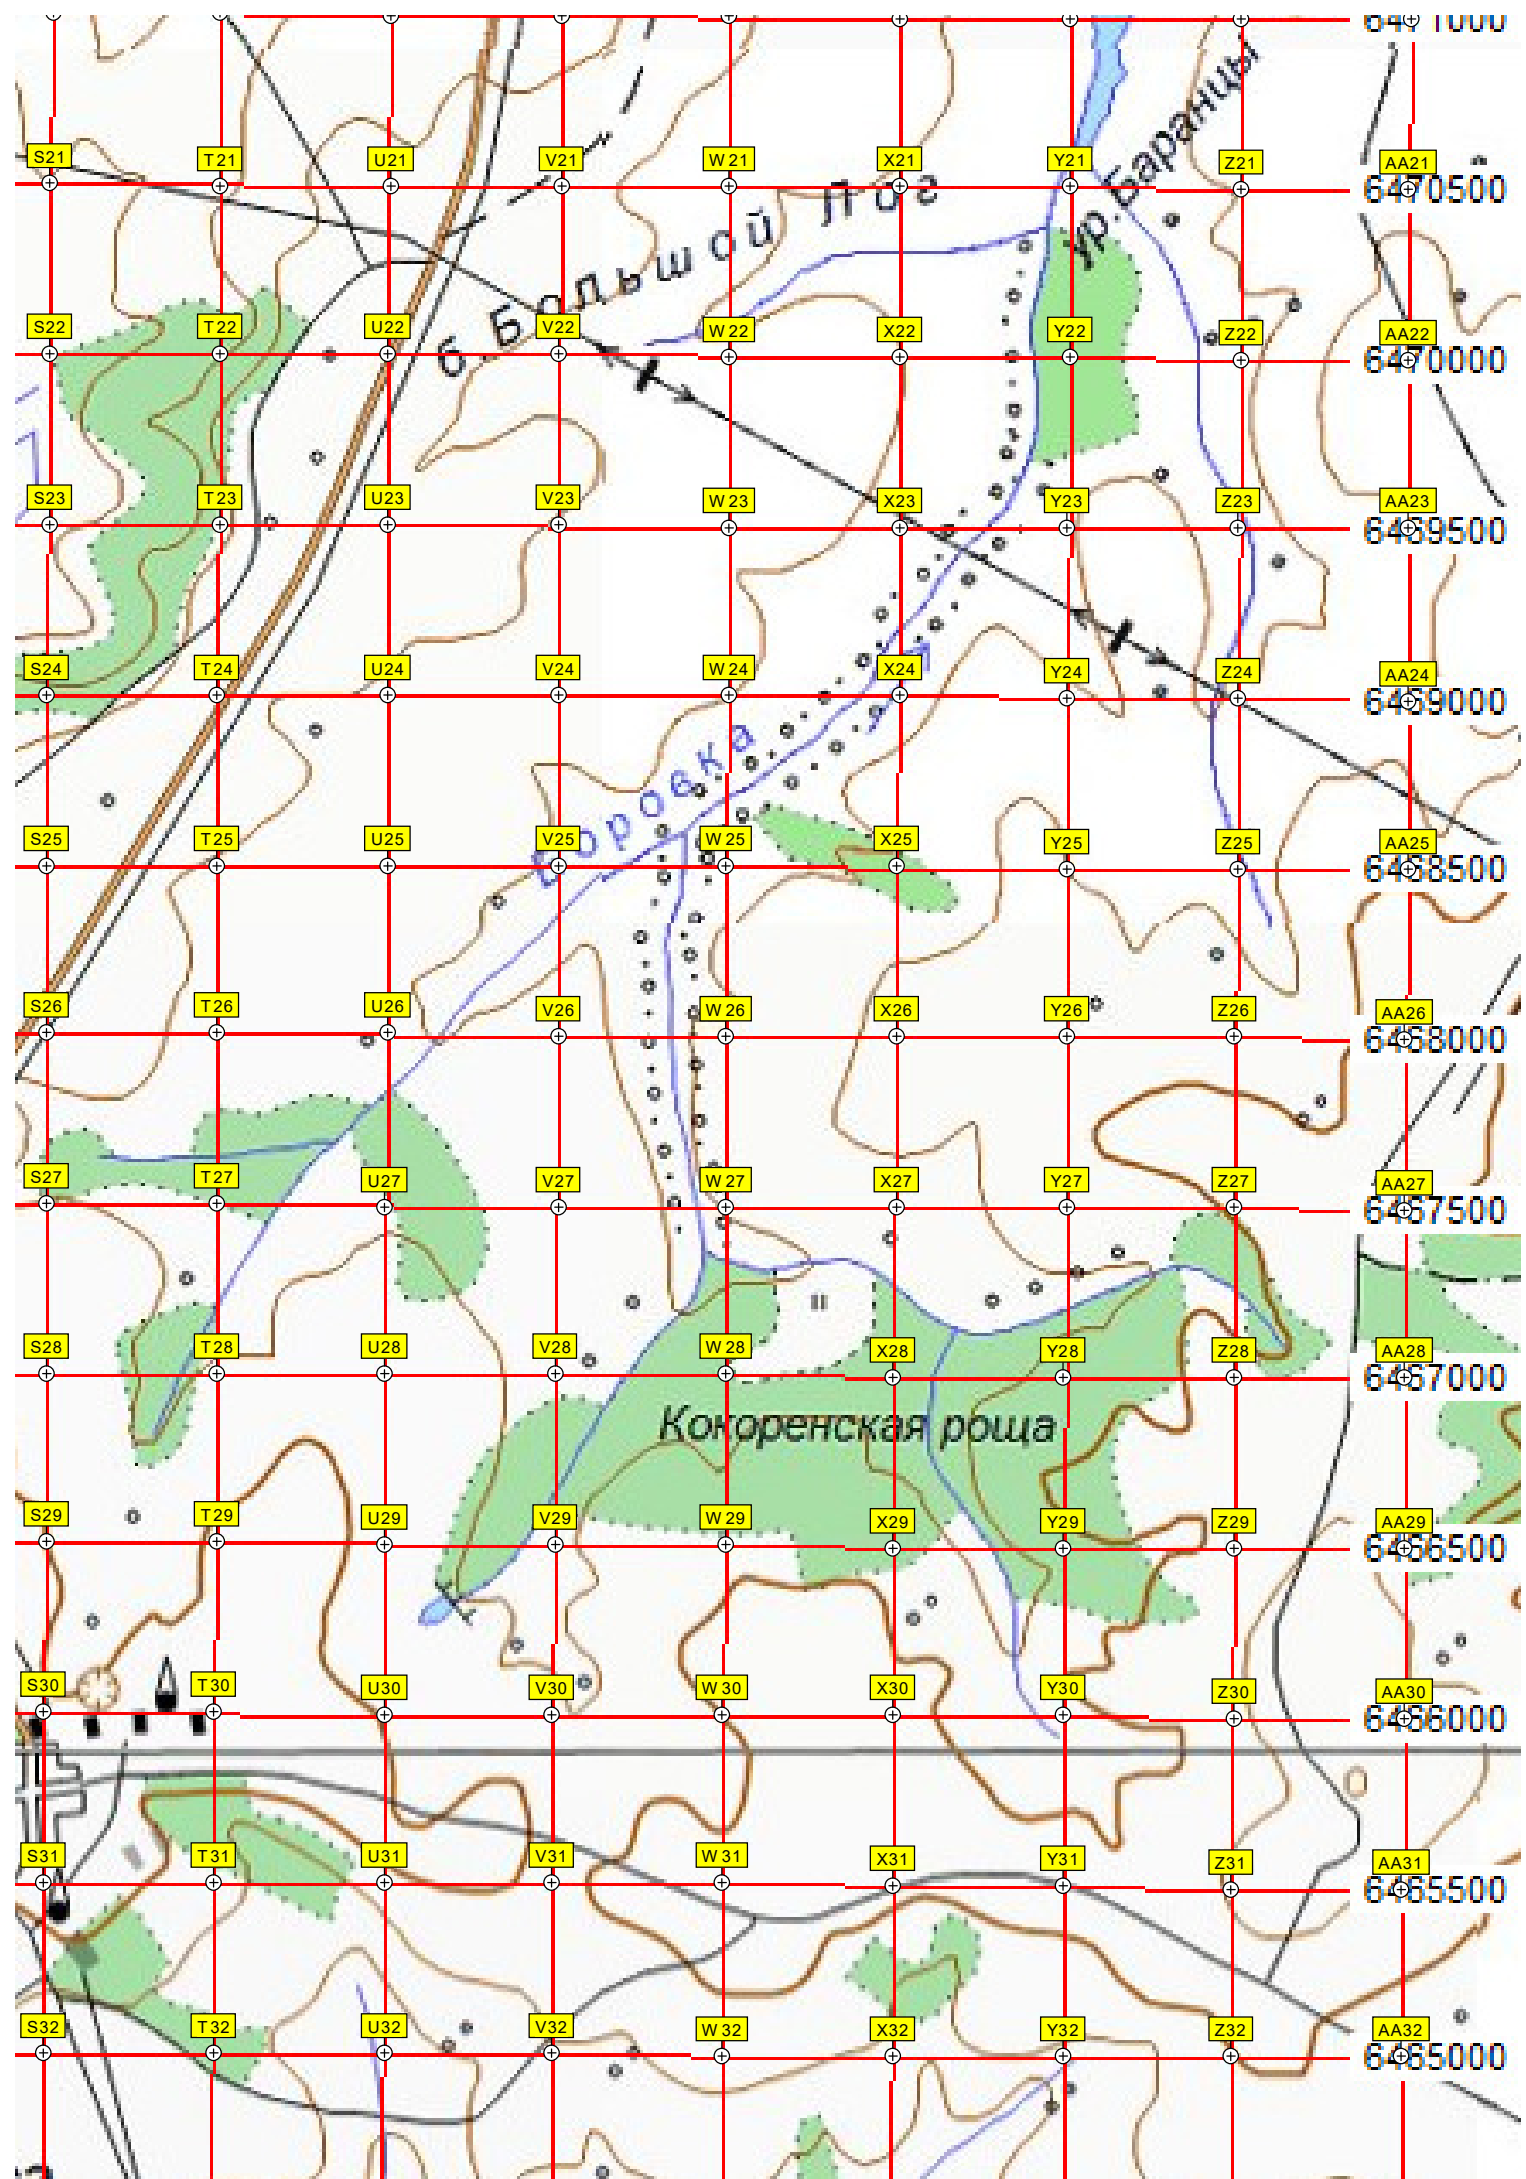 6471000
ур. Баранцы
S21 T21 U21 V21 W21 X21 Y21 Z21 AA21
6470500
б. Большой Лог
S22 T22 U22 V22 W22 X22 Y22 Z22 AA22
6470000
S23 T23 U23 V23 W23 X23 Y23 Z23 AA23
6469500
S24 T24 U24 V24 W24 X24 Y24 Z24 AA24
6469000
S25 T25 U25 V25 W25 X25 Y25 Z25 AA25
6468500
S26 T26 U26 V26 W26 X26 Y26 Z26 AA26
6468000
S27 T27 U27 V27 W27 X27 Y27 Z27 AA27
6467500
S28 T28 U28 V28 W28 X28 Y28 Z28 AA28
6467000
Кокоренская роща
S29 T29 U29 V29 W29 X29 Y29 Z29 AA29
6466500
S30 T30 U30 V30 W30 X30 Y30 Z30 AA30
6466000
S31 T31 U31 V31 W31 X31 Y31 Z31 AA31
6465500
S32 T32 U32 V32 W32 X32 Y32 Z32 AA32
6465000